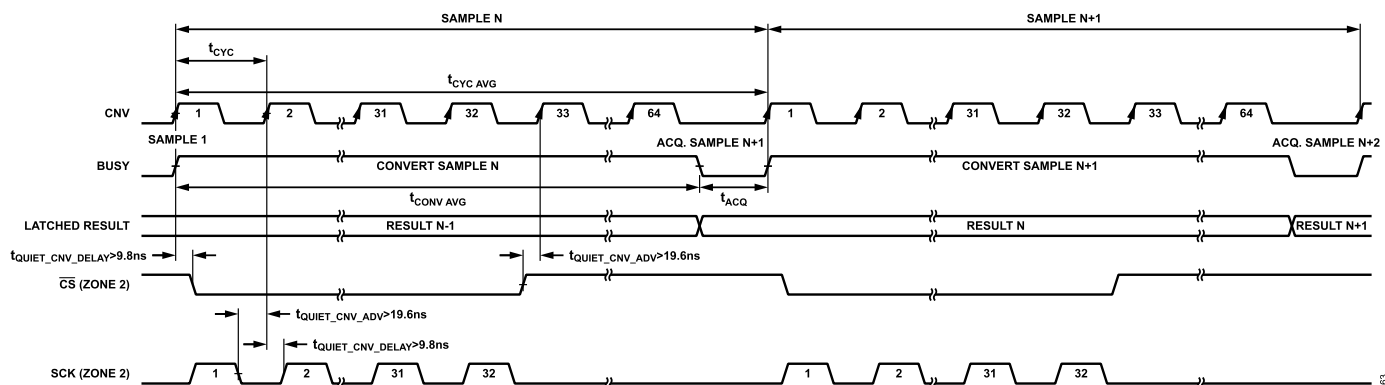 SAMPLE N SAMPLE N+1
tCYC
tCYC AVG
CNV 1 2 31 32 33 64 1 2 31 32 33 64
SAMPLE 1 ACQ. SAMPLE N+1 ACQ. SAMPLE N+2
BUSY CONVERT SAMPLE N CONVERT SAMPLE N+1
tCONV AVG tACQ
LATCHED RESULT RESULT N-1 RESULT N RESULT N+1
tQUIET_CNV_DELAY>9.8ns tQUIET_CNV_ADV>19.6ns
CS (ZONE 2)
tQUIET_CNV_ADV>19.6ns
tQUIET_CNV_DELAY>9.8ns
SCK (ZONE 2) 1 2 31 32 1 2 31 32
63